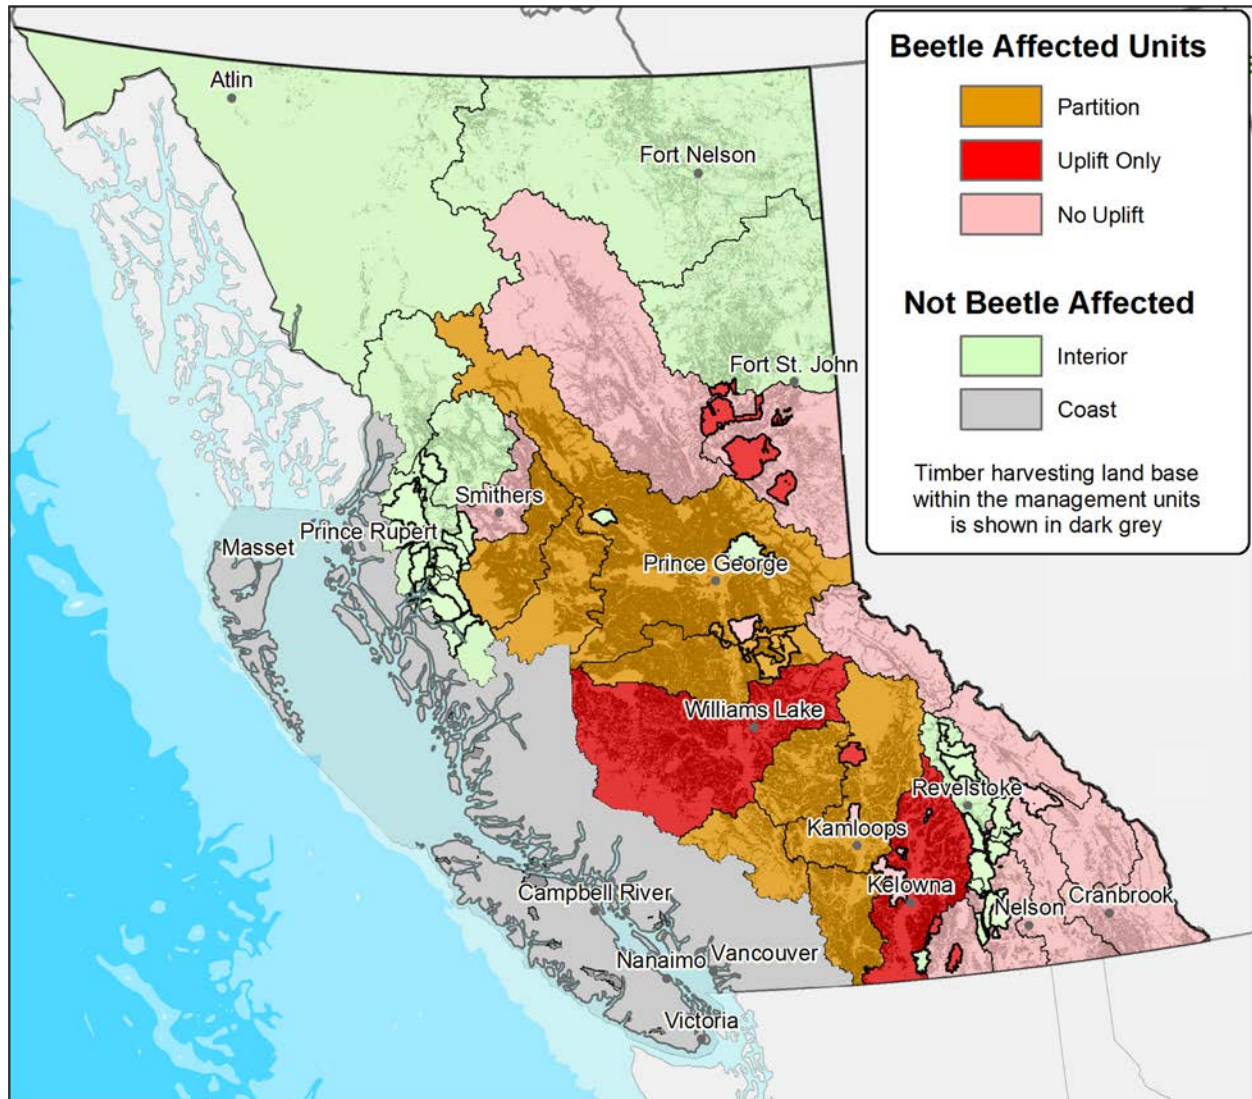 Beetle Affected Units
Partition
Uplift Only
No Uplift
Not Beetle Affected
Interior
Coast
Timber harvesting land base
within the management units
is shown in dark grey
Atlin
Fort Nelson
Fort St. John
Smithers
Prince Rupert
Masset
Prince George
Williams Lake
Revelstoke
Kamloops
Kelowna
Cranbrook
Nelson
Campbell River
Vancouver
Nanaimo
Victoria